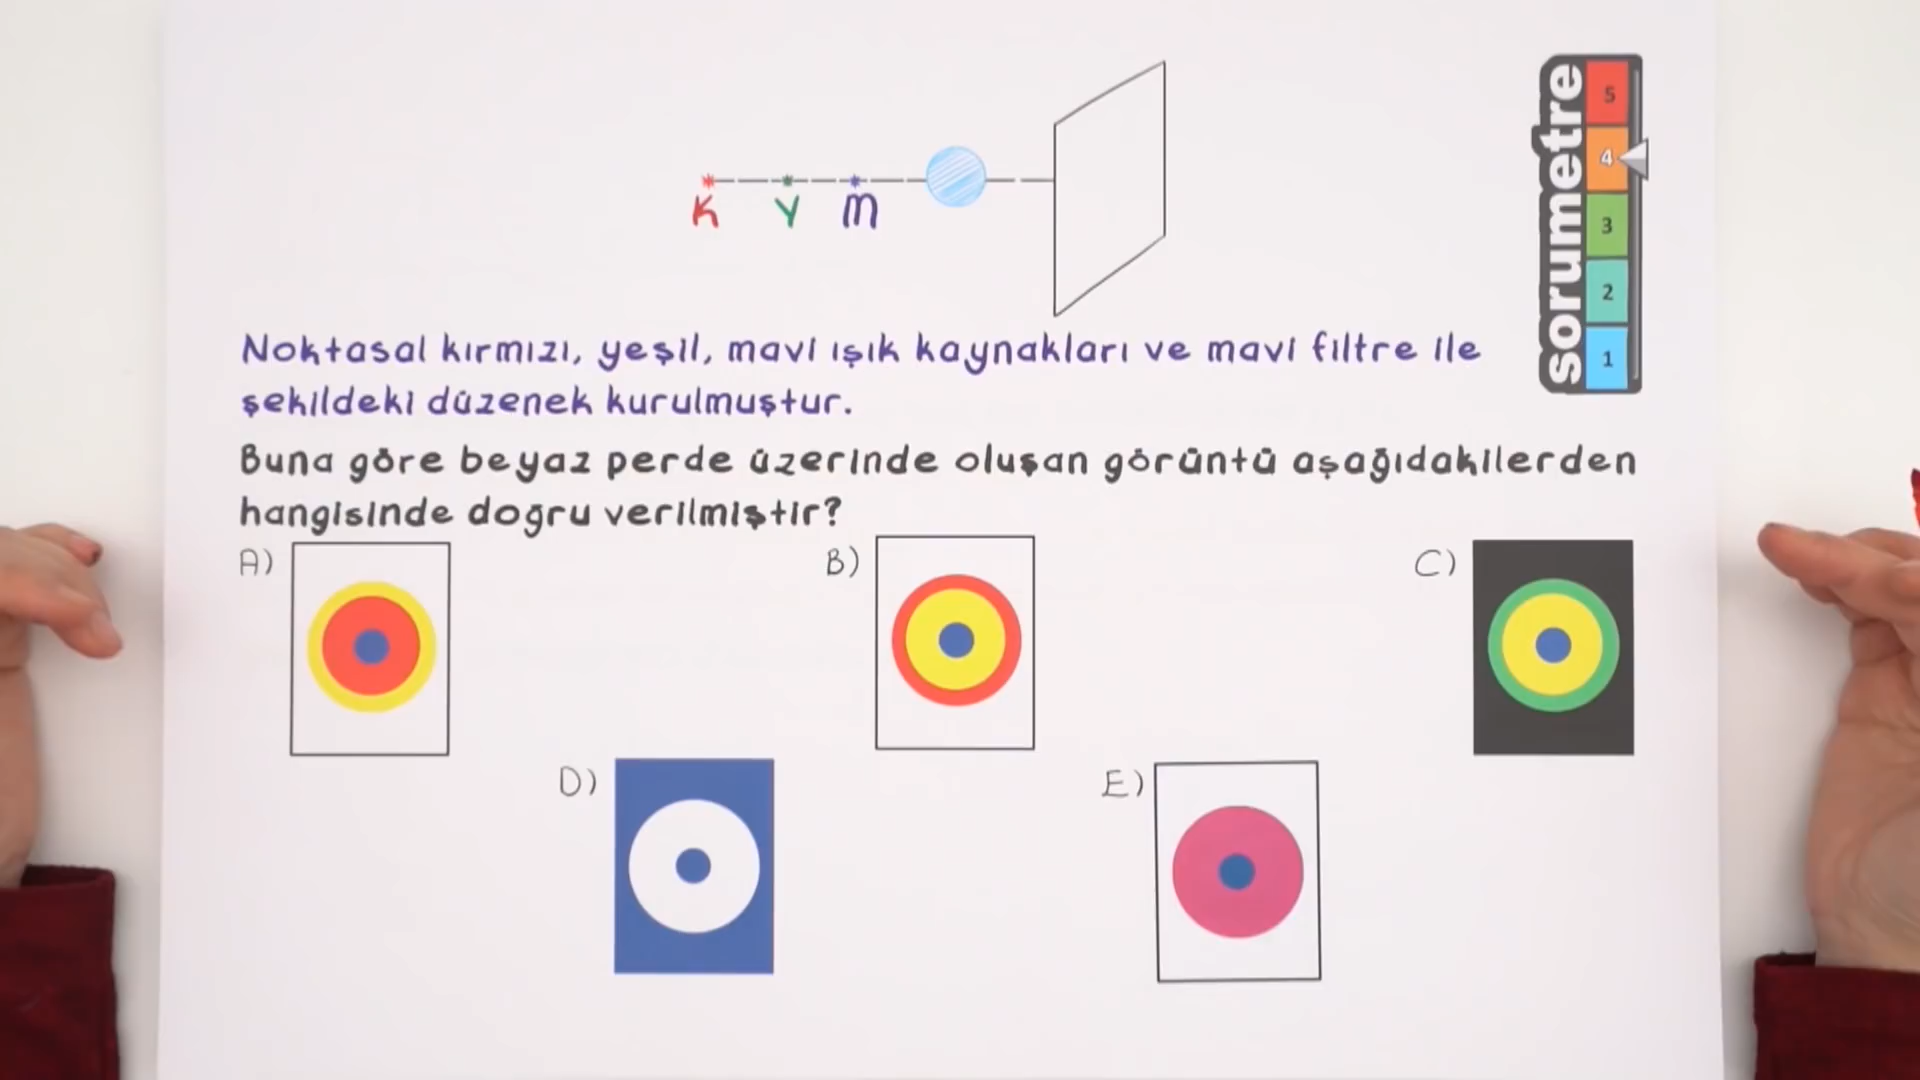 K Y M
sorumetre
5
4
3
2
1
Noktasal kırmızı, yeşil, mavi ışık kaynakları ve mavi filtre ile
şekildeki düzenek kurulmuştur.
Buna göre beyaz perde üzerinde oluşan görüntü aşağıdakilerden
hangisinde doğru verilmiştir?
A) B) C)
D) E)